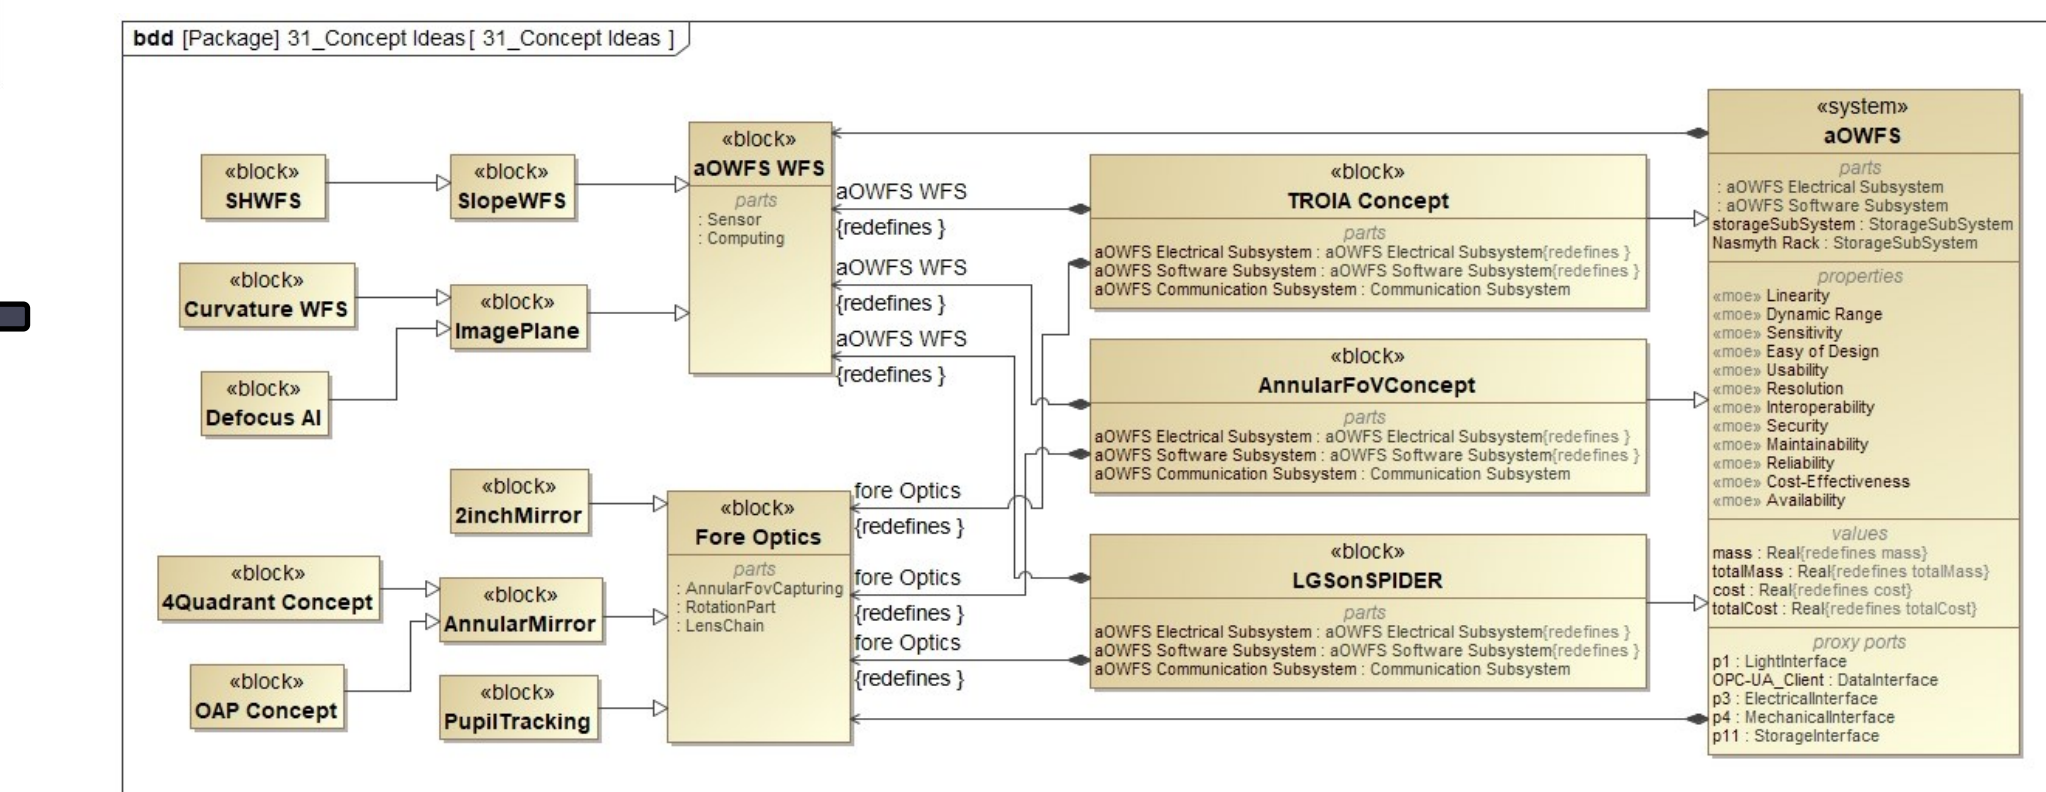 bdd [Package] 31_Concept Ideas[ 31_Concept Ideas ]
«block»
SHWFS
«block»
SlopeWFS
«block»
Curvature WFS
«block»
ImagePlane
«block»
Defocus AI
«block»
aOWFS WFS
parts
: Sensor
: Computing
aOWFS WFS
{redefines }
aOWFS WFS
{redefines }
aOWFS WFS
{redefines }
«block»
2inchMirror
«block»
4Quadrant Concept
«block»
AnnularMirror
«block»
OAP Concept
«block»
PupilTracking
«block»
Fore Optics
parts
: AnnularFovCapturing
: RotationPart
: LensChain
fore Optics
{redefines }
fore Optics
{redefines }
fore Optics
{redefines }
«block»
TROIA Concept
parts
aOWFS Electrical Subsystem : aOWFS Electrical Subsystem{redefines }
aOWFS Software Subsystem : aOWFS Software Subsystem{redefines }
aOWFS Communication Subsystem : Communication Subsystem
«block»
AnnularFoVConcept
parts
aOWFS Electrical Subsystem : aOWFS Electrical Subsystem{redefines }
aOWFS Software Subsystem : aOWFS Software Subsystem{redefines }
aOWFS Communication Subsystem : Communication Subsystem
«block»
LGSonSPIDER
parts
aOWFS Electrical Subsystem : aOWFS Electrical Subsystem{redefines }
aOWFS Software Subsystem : aOWFS Software Subsystem{redefines }
aOWFS Communication Subsystem : Communication Subsystem
«system»
aOWFS
parts
: aOWFS Electrical Subsystem
: aOWFS Software Subsystem
storageSubSystem : StorageSubSystem
Nasmyth Rack : StorageSubSystem
properties
«moe» Linearity
«moe» Dynamic Range
«moe» Sensitivity
«moe» Easy of Design
«moe» Usability
«moe» Resolution
«moe» Interoperability
«moe» Security
«moe» Maintainability
«moe» Reliability
«moe» Cost-Effectiveness
«moe» Availability
values
mass : Real{redefines mass}
totalMass : Real{redefines totalMass}
cost : Real{redefines cost}
totalCost : Real{redefines totalCost}
proxy ports
p1 : LightInterface
OPC-UA_Client : DataInterface
p3 : ElectricalInterface
p4 : MechanicalInterface
p11 : StorageInterface